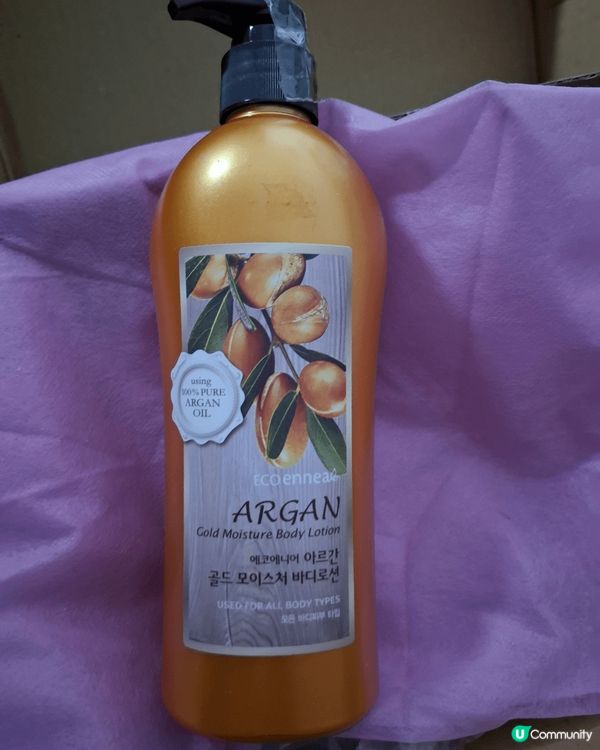 using
100% PURE
ARGAN
OIL
ECOennear
ARGAN
Gold Moisture Body Lotion
에코에니어 아르간
골드 모이스처 바디로션
USED FOR ALL BODY TYPES
모든 바디피부 타입
U Community